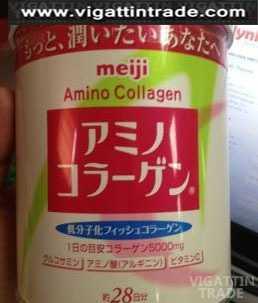 www.vigattintrade.com
もっと、潤いたいあなたへ
meiji
Amino Collagen
アミノ
コラーゲン®
低分子化フィッシュコラーゲン
1日の目安コラーゲン5000mg
グルコサミン アミノ酸(アルギニン) ビタミンC
約28日分
VIGATTIN
TRADE